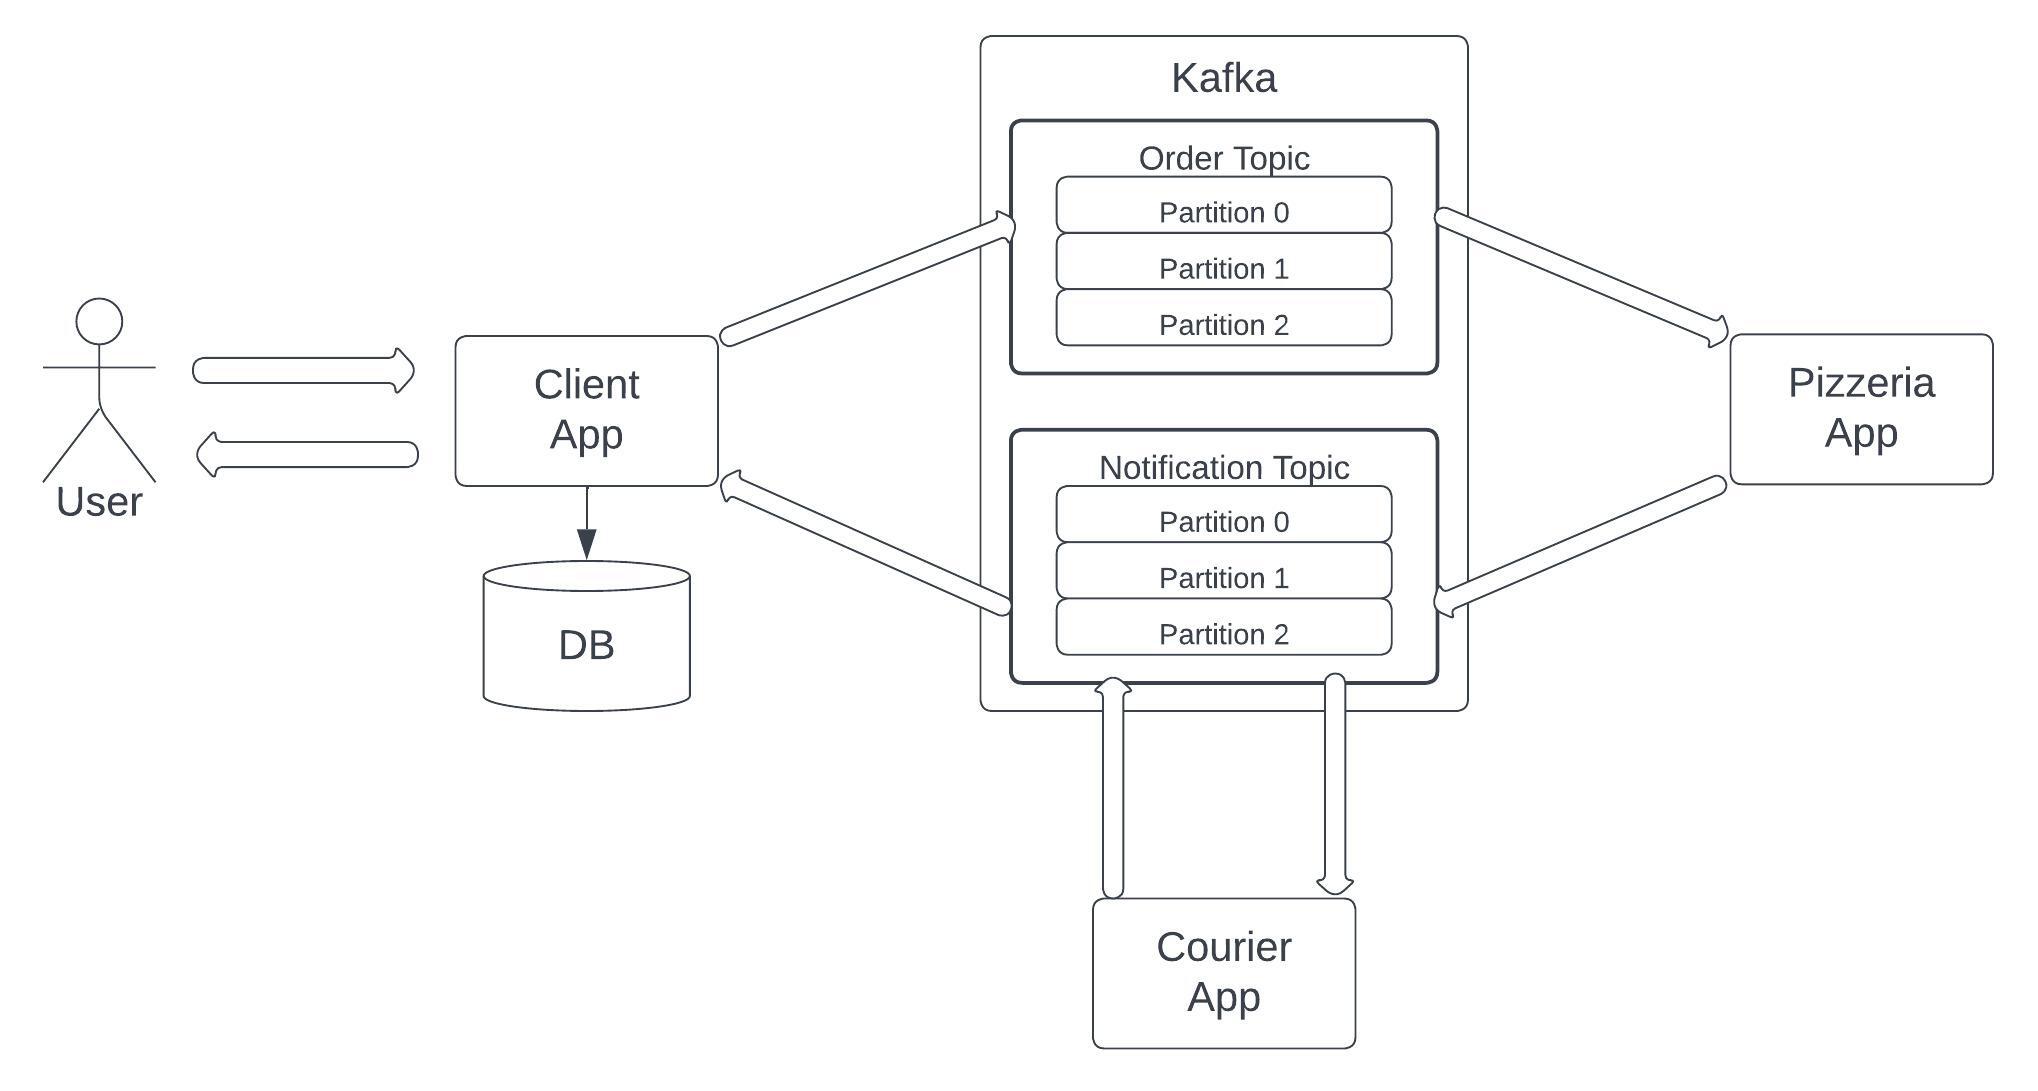 Kafka
Order Topic
Partition 0
Partition 1
Partition 2
User
Client
App
DB
Notification Topic
Partition 0
Partition 1
Partition 2
Pizzeria
App
Courier
App